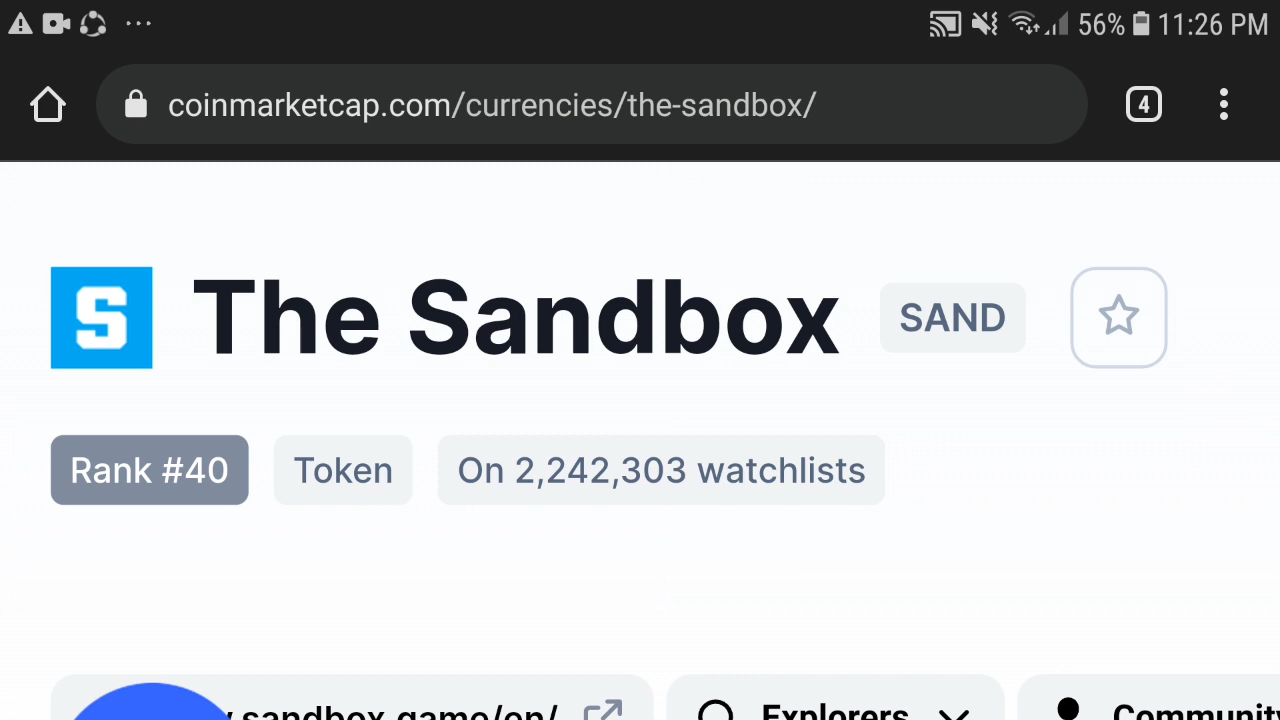 56% 11:26 PM
coinmarketcap.com/currencies/the-sandbox/
4
S The Sandbox SAND
Rank #40 Token On 2,242,303 watchlists
sandbox.game/en/ Explorers Community